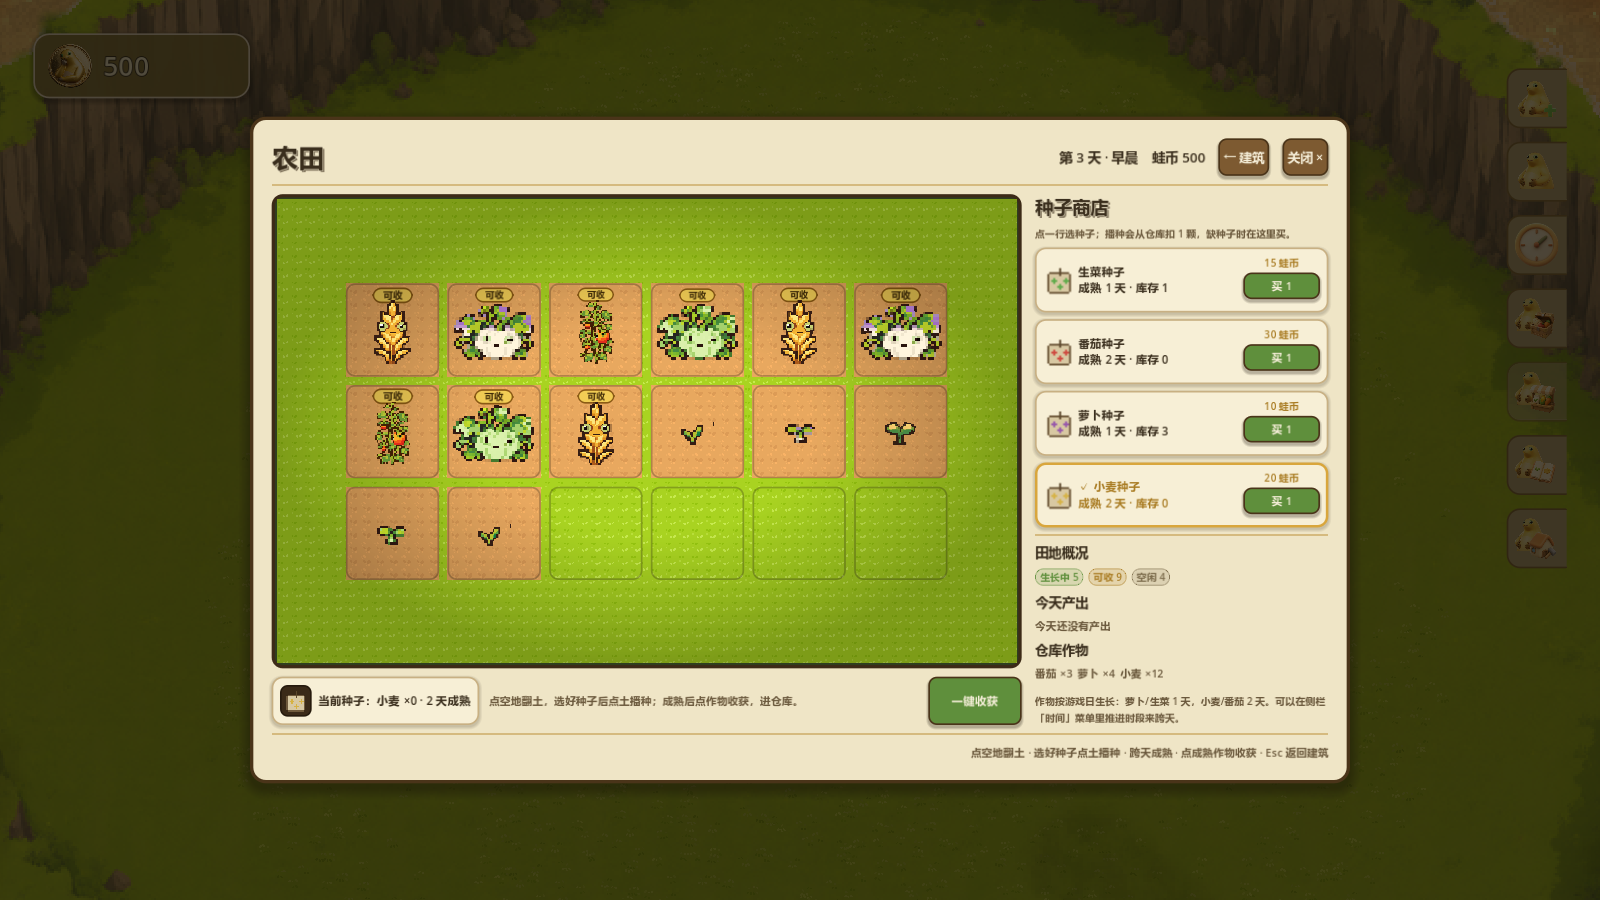 500
农田
第 3 天 · 早晨 蛙币 500
← 建筑
关闭 ×
可收
可收
可收
可收
可收
可收
可收
可收
可收
种子商店
点一行选种子；播种会从仓库扣 1 颗，缺种子时在这里买。
生菜种子
成熟 1 天 · 库存 1
15 蛙币
买 1
番茄种子
成熟 2 天 · 库存 0
30 蛙币
买 1
萝卜种子
成熟 1 天 · 库存 3
10 蛙币
买 1
✓ 小麦种子
成熟 2 天 · 库存 0
20 蛙币
买 1
田地概况
生长中 5 可收 9 空闲 4
今天产出
今天还没有产出
仓库作物
番茄 ×3 萝卜 ×4 小麦 ×12
作物按游戏日生长：萝卜/生菜 1 天，小麦/番茄 2 天。可以在侧栏
「时间」菜单里推进时段来跨天。
当前种子：小麦 ×0 · 2 天成熟
点空地翻土，选好种子后点土播种；成熟后点作物收获，进仓库。
一键收获
点空地翻土 · 选好种子点土播种 · 跨天成熟 · 点成熟作物收获 · Esc 返回建筑